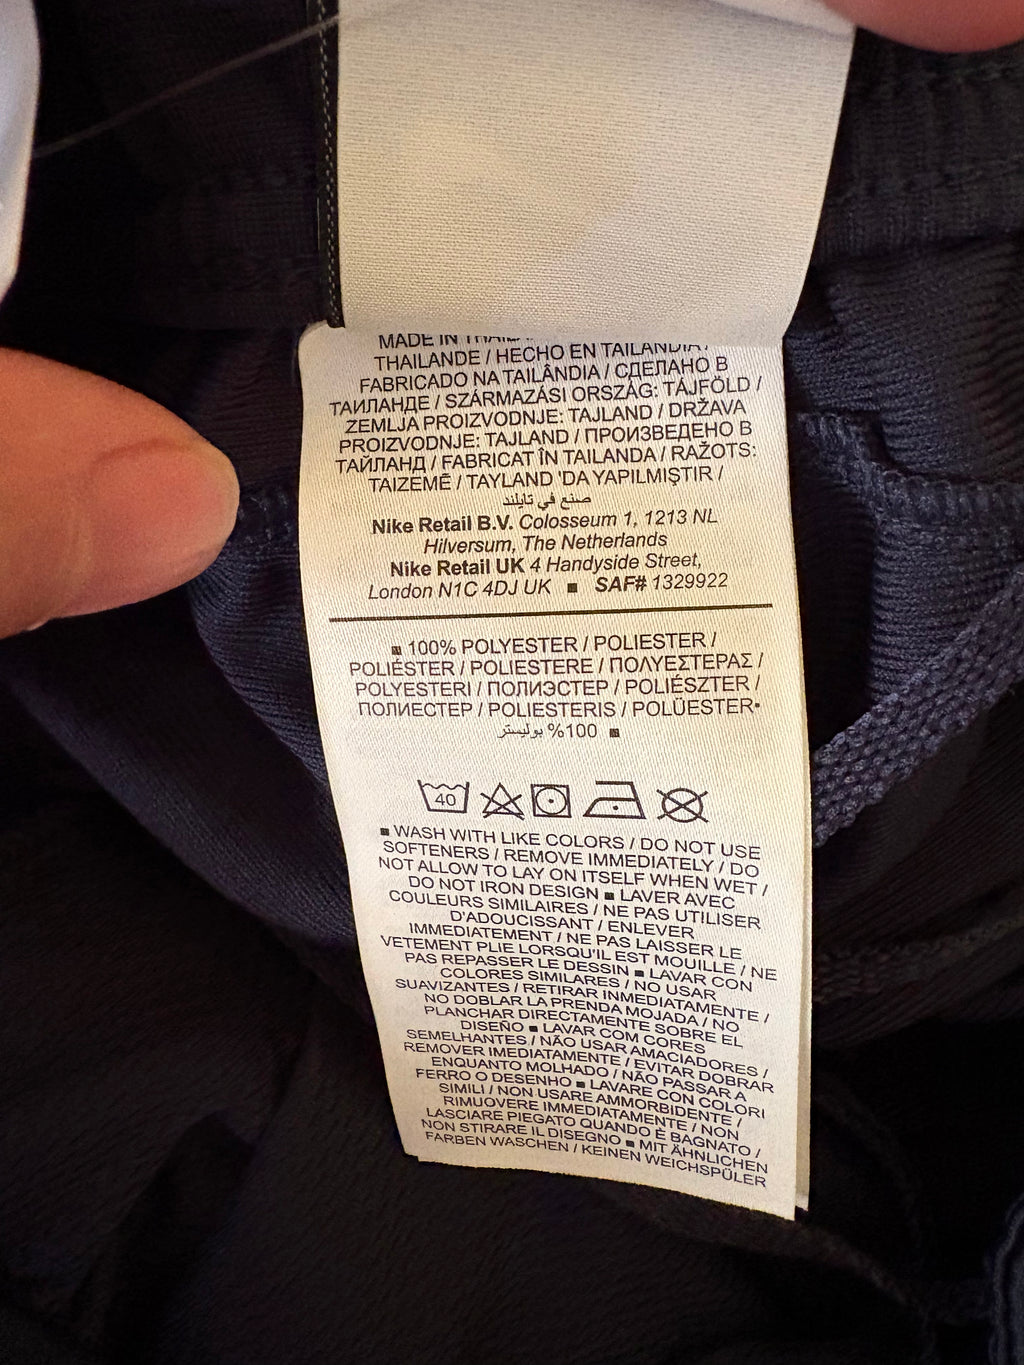 MADE IN THAILAND /
THAILANDE / HECHO EN TAILANDIA /
FABRICADO NA TAILÂNDIA / СДЕЛАНО В
ТАИЛАНДЕ / SZÁRMAZÁSI ORSZÁG: TÁJFÖLD /
ZEMLJA PROIZVODNJE: TAJLAND / DRŽAVA
PROIZVODNJE: TAJLAND / ПРОИЗВЕДЕНО В
ТАЙЛАНД / FABRICAT ÎN TAILANDA / RAŽOTS:
TAIZEMĒ / TAYLAND 'DA YAPILMIŞTIR /
صنع في تايلند
Nike Retail B.V. Colosseum 1, 1213 NL
Hilversum, The Netherlands
Nike Retail UK 4 Handyside Street,
London N1C 4DJ UK ■ SAF# 1329922
■ 100% POLYESTER / POLIESTER /
POLIÉSTER / POLIESTERE / ΠΟΛΥΕΣΤΕΡΑΣ /
POLYESTERI / ПОЛИЭСТЕР / POLIÉSZTER /
ПОЛИЕСТЕР / POLIESTERIS / POLÜESTER•
100% بوليستر ■
40
■ WASH WITH LIKE COLORS / DO NOT USE
SOFTENERS / REMOVE IMMEDIATELY / DO
NOT ALLOW TO LAY ON ITSELF WHEN WET /
DO NOT IRON DESIGN ■ LAVER AVEC
COULEURS SIMILAIRES / NE PAS UTILISER
D'ADOUCISSANT / ENLEVER
IMMEDIATEMENT / NE PAS LAISSER LE
VETEMENT PLIE LORSQU'IL EST MOUILLE / NE
PAS REPASSER LE DESSIN ■ LAVAR CON
COLORES SIMILARES / NO USAR
SUAVIZANTES / RETIRAR INMEDIATAMENTE /
NO DOBLAR LA PRENDA MOJADA / NO
PLANCHAR DIRECTAMENTE SOBRE EL
DISEÑO ■ LAVAR COM CORES
SEMELHANTES / NÃO USAR AMACIADORES /
REMOVER IMEDIATAMENTE / EVITAR DOBRAR
ENQUANTO MOLHADO / NÃO PASSAR A
FERRO O DESENHO ■ LAVARE CON COLORI
SIMILI / NON USARE AMMORBIDENTE /
RIMUOVERE IMMEDIATAMENTE / NON
LASCIARE PIEGATO QUANDO È BAGNATO /
NON STIRARE IL DISEGNO ■ MIT ÄHNLICHEN
FARBEN WASCHEN / KEINEN WEICHSPÜLER